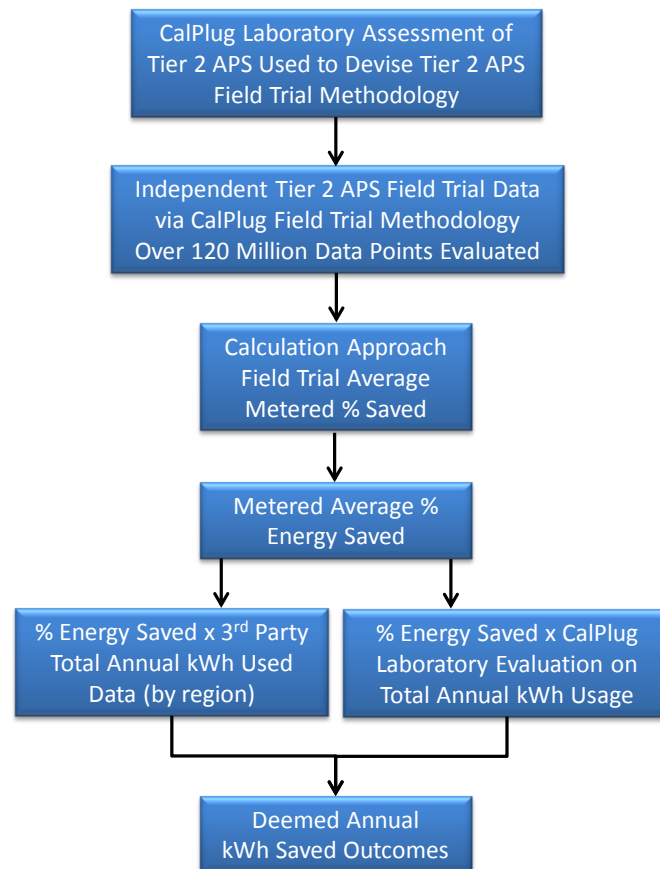 CalPlug Laboratory Assessment of
Tier 2 APS Used to Devise Tier 2 APS
Field Trial Methodology
Independent Tier 2 APS Field Trial Data
via CalPlug Field Trial Methodology
Over 120 Million Data Points Evaluated
Calculation Approach
Field Trial Average
Metered % Saved
Metered Average %
Energy Saved
% Energy Saved x 3rd Party
Total Annual kWh Used
Data (by region)
% Energy Saved x CalPlug
Laboratory Evaluation on
Total Annual kWh Usage
Deemed Annual
kWh Saved Outcomes